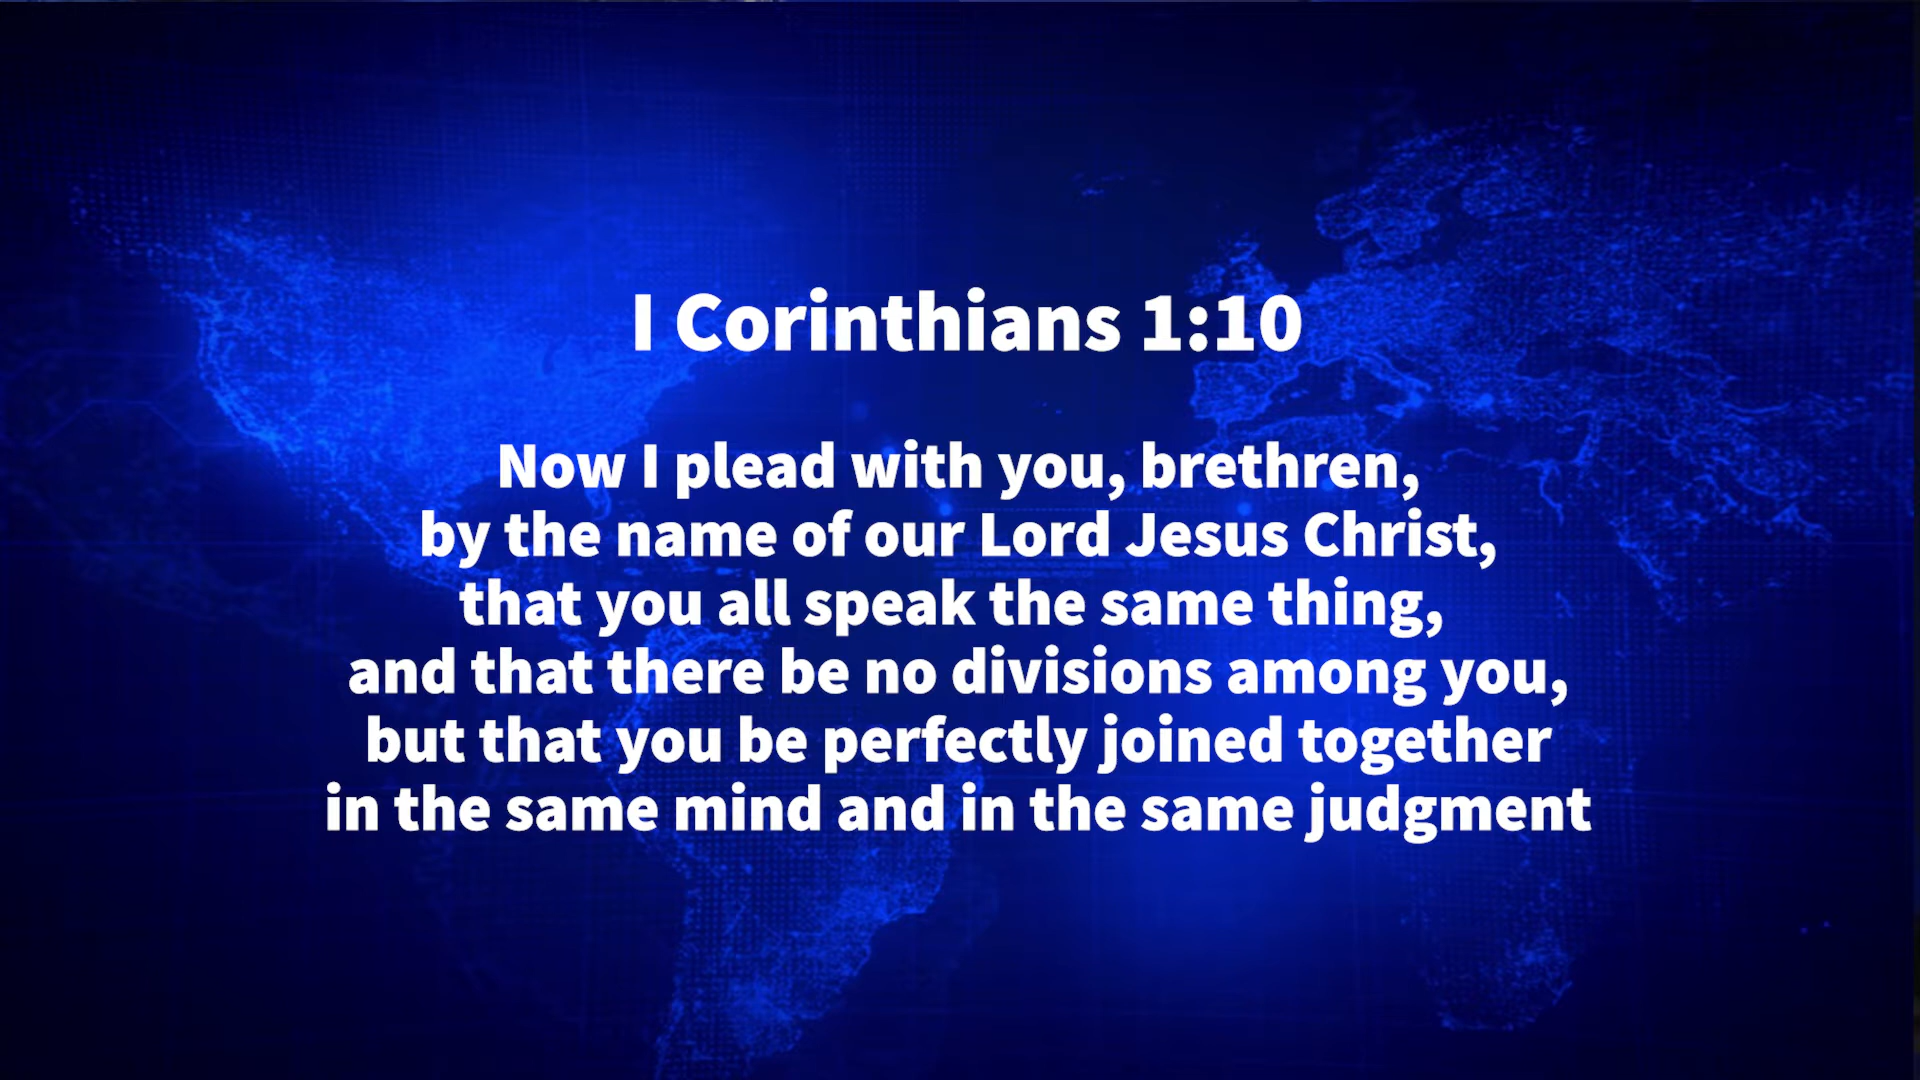 I Corinthians 1:10
Now I plead with you, brethren,
by the name of our Lord Jesus Christ,
that you all speak the same thing,
and that there be no divisions among you,
but that you be perfectly joined together
in the same mind and in the same judgment